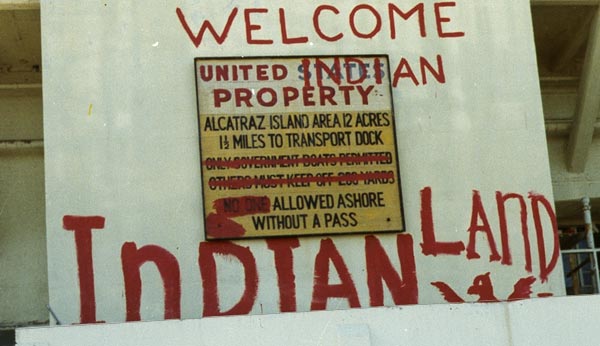 WELCOME
UNITED STATES
INDIAN
PROPERTY
ALCATRAZ ISLAND AREA 12 ACRES
1½ MILES TO TRANSPORT DOCK
ONLY GOVERNMENT BOATS PERMITTED
OTHERS MUST KEEP OFF 200 YARDS
NO ONE ALLOWED ASHORE
WITHOUT A PASS
INDIAN LAND